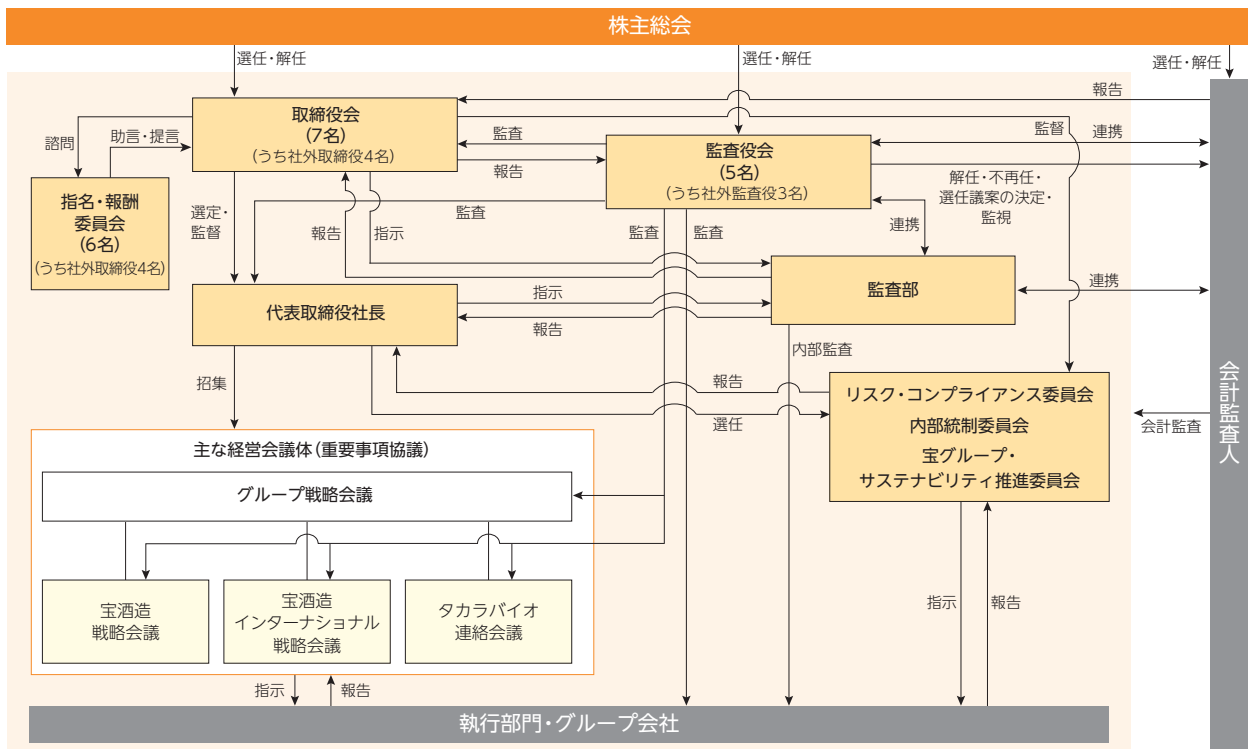 株主総会
選任・解任
選任・解任
選任・解任
取締役会
(7名)
(うち社外取締役4名)
報告
諮問
助言・提言
監査
報告
監査役会
(5名)
(うち社外監査役3名)
監督
連携
指名・報酬
委員会
(6名)
(うち社外取締役4名)
選定・
監督
報告
指示
監査
監査
監査
連携
解任・不再任・
選任議案の決定・
監視
代表取締役社長
指示
報告
監査部
連携
内部監査
招集
報告
選任
リスク・コンプライアンス委員会
内部統制委員会
宝グループ・
サステナビリティ推進委員会
会計監査
会計監査人
主な経営会議体(重要事項協議)
グループ戦略会議
宝酒造
戦略会議
宝酒造
インターナショナル
戦略会議
タカラバイオ
連絡会議
指示
報告
指示
報告
執行部門・グループ会社